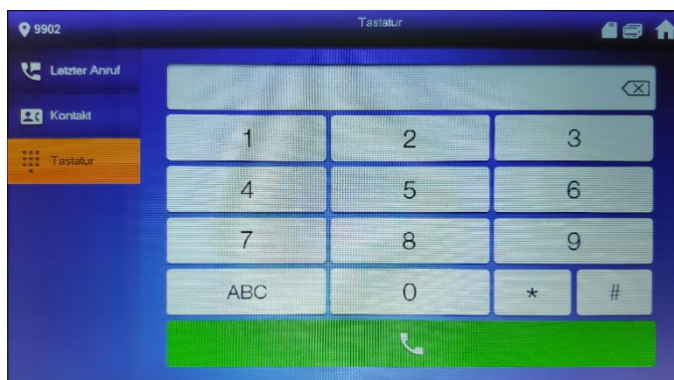 9902
Tastatur
Letzter Anruf
Kontakt
Tastatur
1 2 3
4 5 6
7 8 9
ABC 0 * #